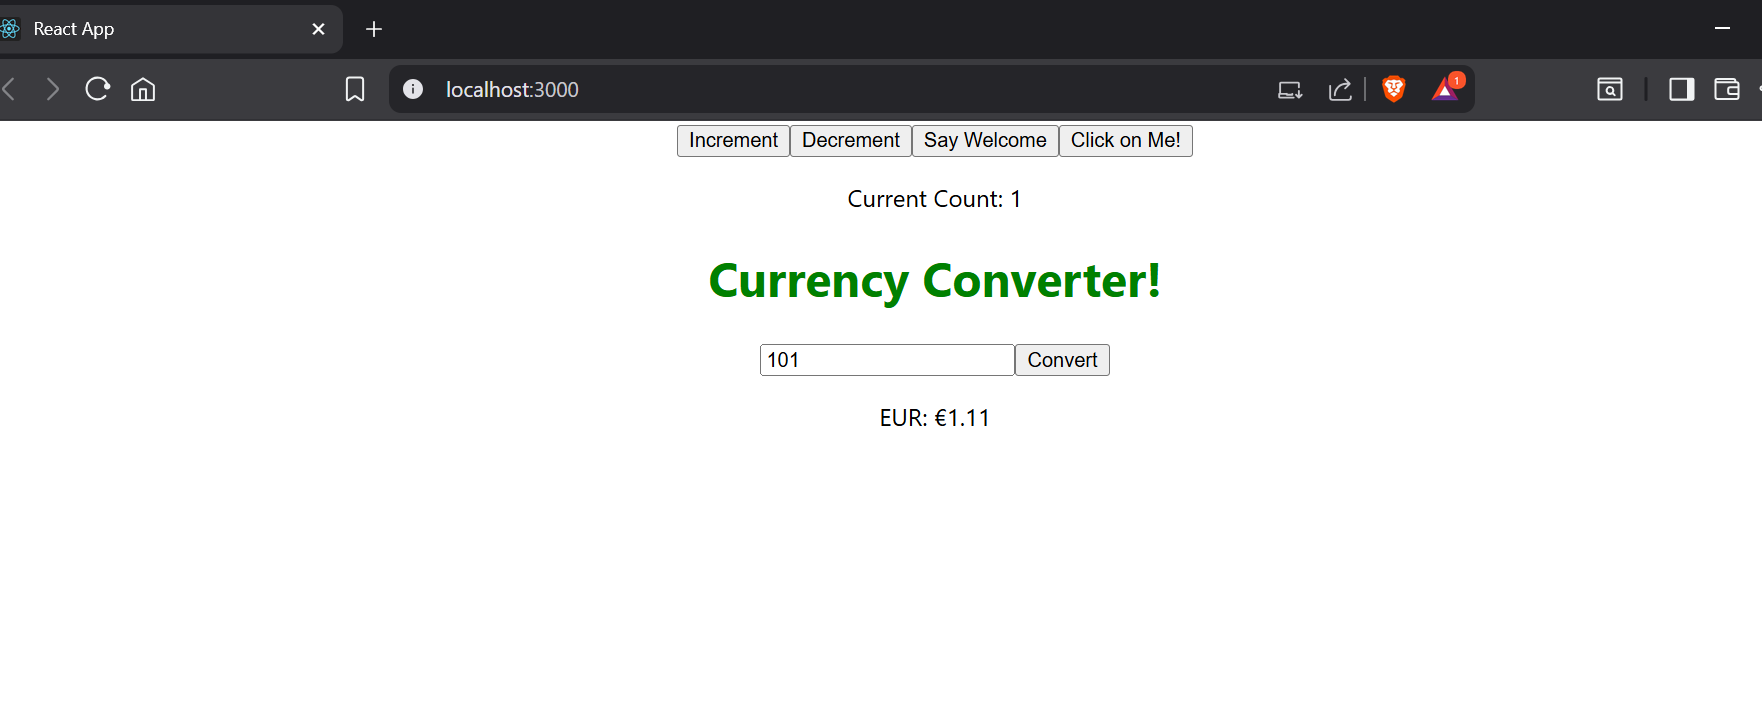 React App
localhost:3000
1
Increment Decrement Say Welcome Click on Me!
Current Count: 1
Currency Converter!
101 Convert
EUR: €1.11